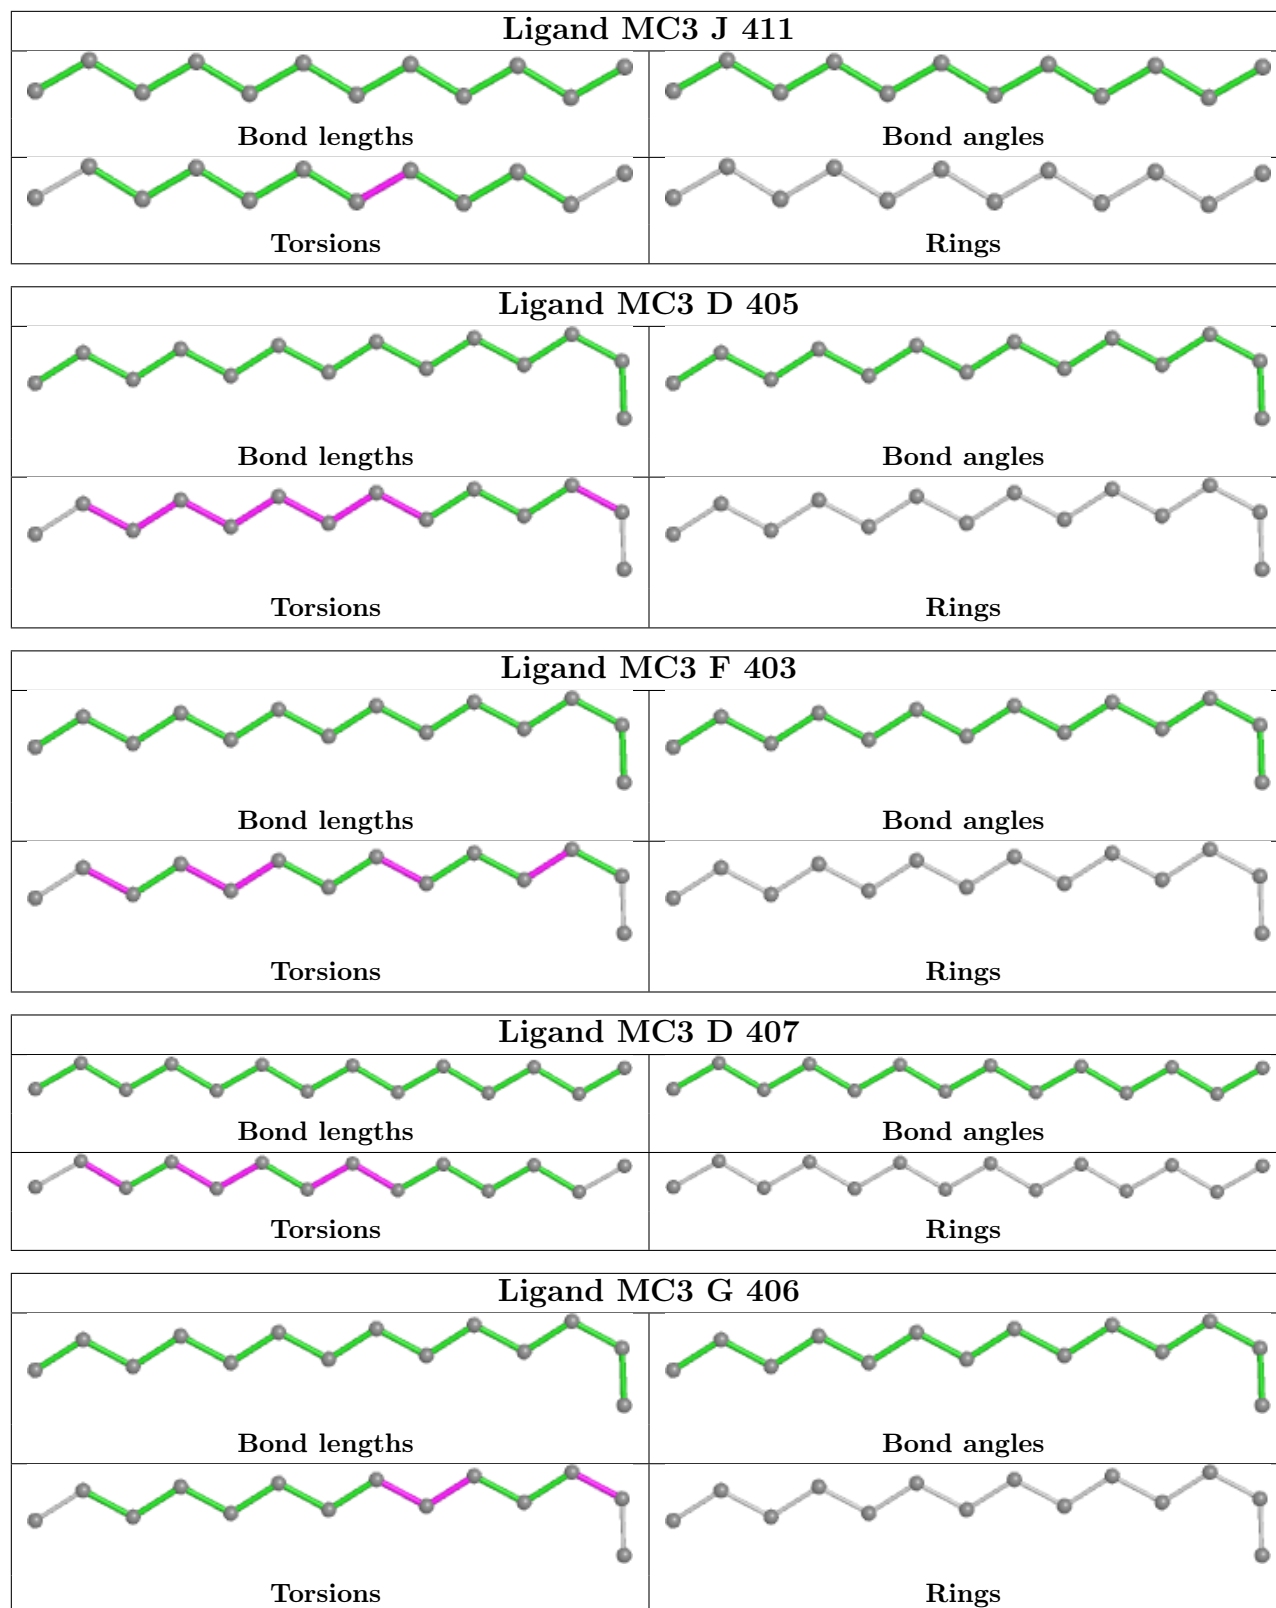 Ligand MC3 J 411
Bond lengths
Bond angles
Torsions
Rings
Ligand MC3 D 405
Bond lengths
Bond angles
Torsions
Rings
Ligand MC3 F 403
Bond lengths
Bond angles
Torsions
Rings
Ligand MC3 D 407
Bond lengths
Bond angles
Torsions
Rings
Ligand MC3 G 406
Bond lengths
Bond angles
Torsions
Rings